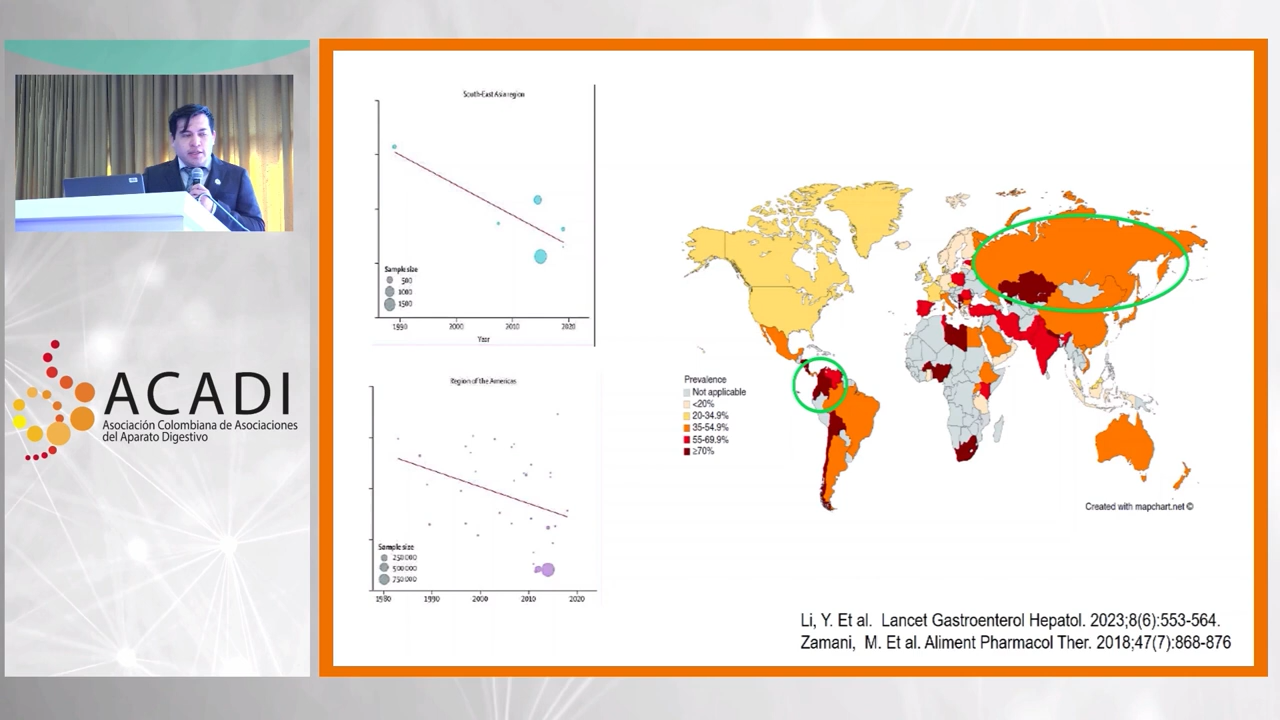 ACADI
Asociación Colombiana de Asociaciones
del Aparato Digestivo
South-East Asia region
Sample size
500
1000
1500
1990
2000
2010
2020
Year
Region of the Americas
Sample size
250 000
500 000
750 000
1980
1990
2000
2010
2020
Prevalence
Not applicable
<20%
20-34.9%
35-54.9%
55-69.9%
≥70%
Created with mapchart.net ©
Li, Y. Et al. Lancet Gastroenterol Hepatol. 2023;8(6):553-564.
Zamani, M. Et al. Aliment Pharmacol Ther. 2018;47(7):868-876